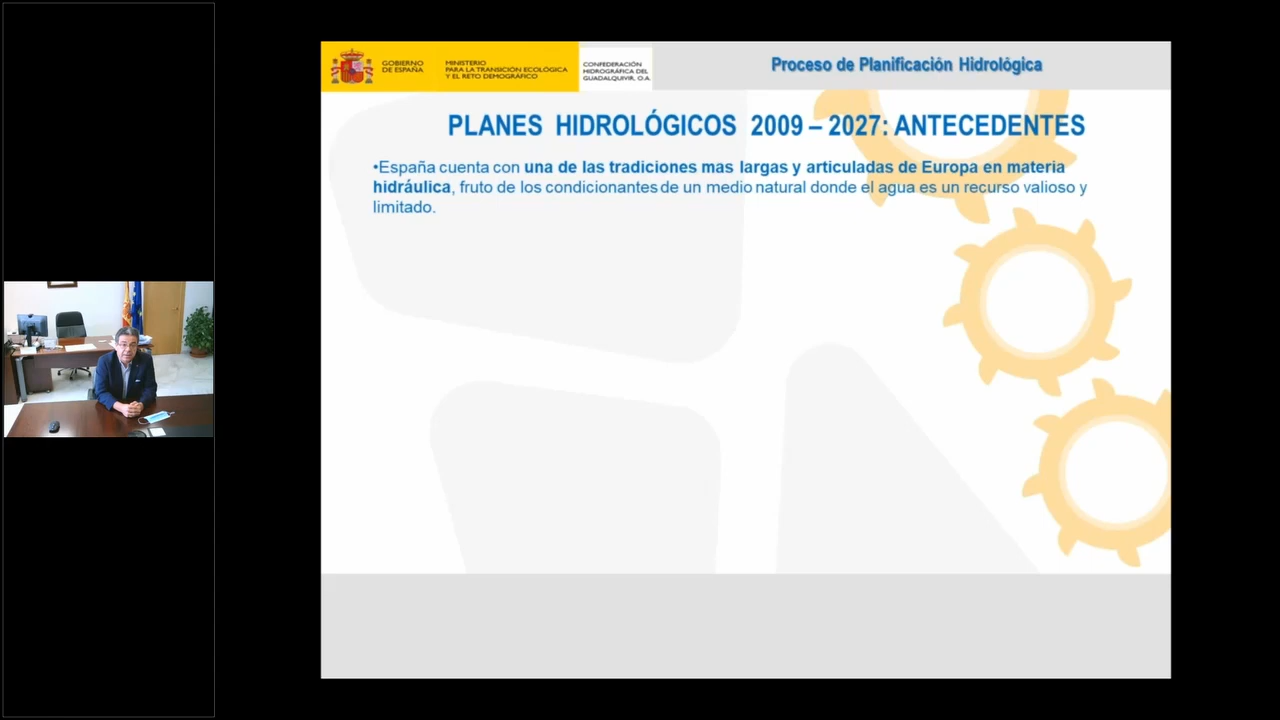 GOBIERNO
DE ESPAÑA
MINISTERIO
PARA LA TRANSICIÓN ECOLÓGICA
Y EL RETO DEMOGRÁFICO
CONFEDERACIÓN
HIDROGRÁFICA DEL
GUADALQUIVIR, O.A.
Proceso de Planificación Hidrológica
PLANES HIDROLÓGICOS 2009 – 2027: ANTECEDENTES
•España cuenta con una de las tradiciones mas largas y articuladas de Europa en materia
hidráulica, fruto de los condicionantes de un medio natural donde el agua es un recurso valioso y
limitado.